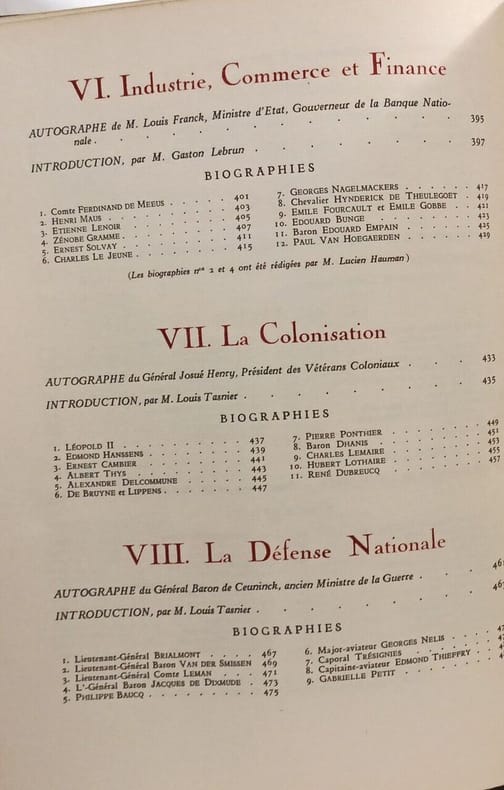 VI. Industrie, Commerce et Finance
AUTOGRAPHE de M. Louis Franck, Ministre d'Etat, Gouverneur de la Banque Natio-
nale . . . . . . . . 395
INTRODUCTION, par M. Gaston Lebrun . . . . . . 397
BIOGRAPHIES
1. Comte FERDINAND DE MEEUS . . . 401
2. HENRI MAUS . . . . . . 403
3. ETIENNE LENOIR . . . . . 405
4. ZÉNOBE GRAMME . . . . . 407
5. ERNEST SOLVAY . . . . . 411
6. CHARLES LE JEUNE . . . . . 415
7. GEORGES NAGELMACKERS . . . . . 417
8. Chevalier HYNDERICK DE THEULEGOET . 419
9. EMILE FOURCAULT et EMILE GOBBE . . 421
10. EDOUARD BUNGE . . . . . 423
11. Baron EDOUARD EMPAIN . . . . 425
12. PAUL VAN HOEGAERDEN . . . . 429
(Les biographies nos 2 et 4 ont été rédigées par M. Lucien Hauman)
VII. La Colonisation
AUTOGRAPHE du Général Josué Henry, Président des Vétérans Coloniaux . . . 433
INTRODUCTION, par M. Louis Tasnier . . . . . . 435
BIOGRAPHIES
1. LÉOPOLD II . . . . . . 437
2. EDMOND HANSSENS . . . . . 439
3. ERNEST CAMBIER . . . . . 441
4. ALBERT THYS . . . . . . 443
5. ALEXANDRE DELCOMMUNE . . . . 445
6. DE BRUYNE et LIPPENS . . . . . 447
7. PIERRE PONTHIER . . . . . 449
8. Baron DHANIS . . . . . 451
9. CHARLES LEMAIRE . . . . . 453
10. HUBERT LOTHAIRE . . . . . 455
11. RENÉ DUBREUCQ . . . . . 457
VIII. La Défense Nationale
AUTOGRAPHE du Général Baron de Ceuninck, ancien Ministre de la Guerre . . 461
INTRODUCTION, par M. Louis Tasnier . . . . . .
BIOGRAPHIES
1. Lieutenant-Général BRIALMONT . . . . 467
2. Lieutenant-Général Baron VAN DER SMISSEN 469
3. Lieutenant-Général Comte LEMAN . . . 471
4. Lt-Général Baron JACQUES DE DIXMUDE . 473
5. PHILIPPE BAUCQ . . . . . . 475
6. Major-aviateur GEORGES NELIS . . . .
7. Caporal TRÉSIGNIES . . . . .
8. Capitaine-aviateur EDMOND THIEFFRY . .
9. GABRIELLE PETIT . . . . . .